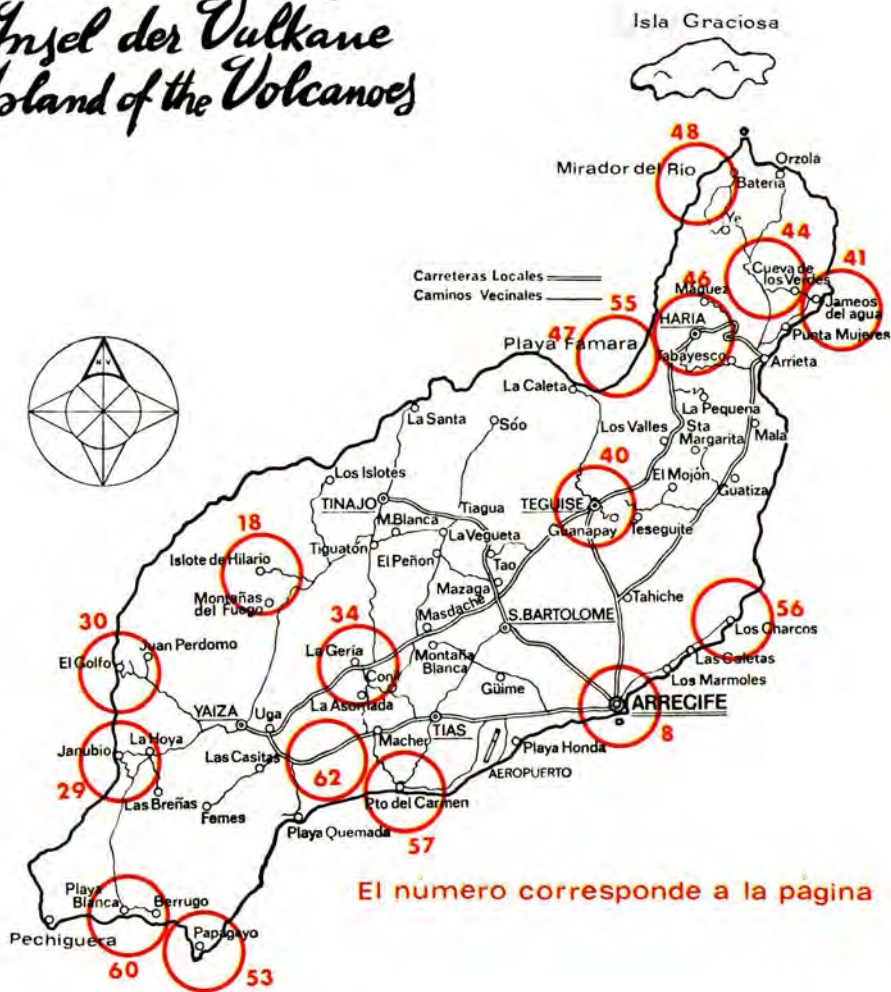 Insel der Vulkane
Island of the Volcanoes
Isla Graciosa
48
Mirador del Río
Orzola
Bateria
Ye
44
41
Cueva de
los Verdes
Jameos
del agua
Carreteras Locales
Caminos Vecinales
46
Máguez
55
HARIA
Punta Mujeres
47
Playa Famara
Tabayesco
Arrieta
La Caleta
La Santa
Sóo
La Pequeña
Los Valles
Sta
Margarita
Mala
N V
40
El Mojón
Guatiza
Los Islotes
TINAJO
Tiagua
TEGUISE
Guanapay
Teseguite
M.Blanca
La Vegueta
18
Tiguatón
El Peñon
Tao
Islote de Hilario
Mazaga
Montañas
del Fuego
Tahiche
56
Masdache
S.BARTOLOME
Los Charcos
30
34
Juan Perdomo
La Geria
Montaña
Blanca
Las Caletas
El Golfo
Conil
Güime
Los Marmoles
La Asomada
ARRECIFE
YAIZA
Uga
TIAS
8
Janubio
La Hoya
Macher
Playa Honda
Las Casitas
62
AEROPUERTO
29
Las Breñas
Femes
Pto del Carmen
Playa Quemada
57
El número corresponde a la página
Playa
Blanca
Berrugo
Pechiguera
Papagayo
60
53